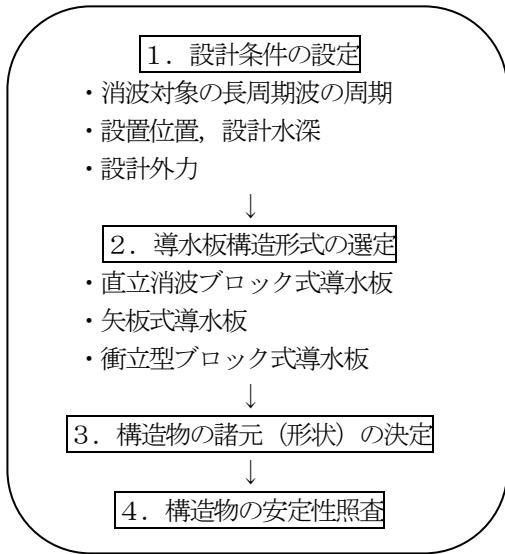 １．設計条件の設定
・消波対象の長周期波の周期
・設置位置，設計水深
・設計外力
↓
２．導水板構造形式の選定
・直立消波ブロック式導水板
・矢板式導水板
・衝立型ブロック式導水板
↓
３．構造物の諸元（形状）の決定
↓
４．構造物の安定性照査